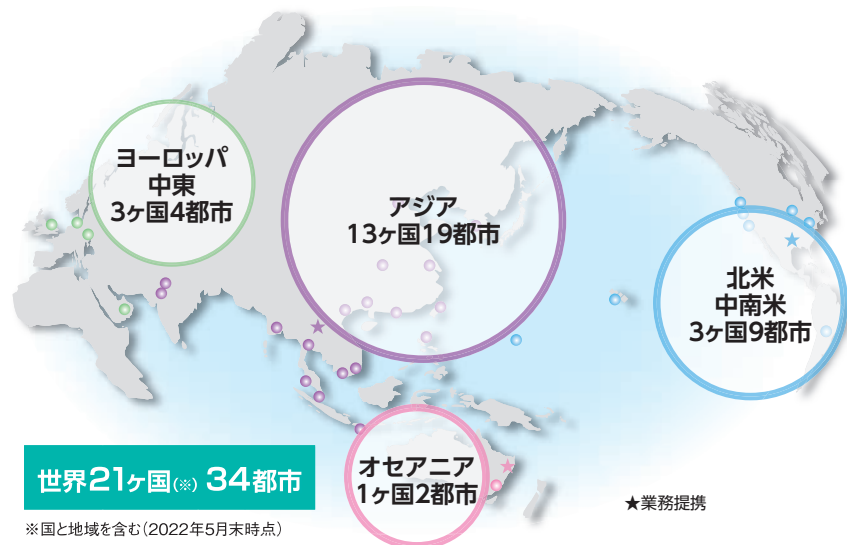 ヨーロッパ
中東
3ヶ国4都市
アジア
13ヶ国19都市
北米
中南米
3ヶ国9都市
オセアニア
1ヶ国2都市
世界21ヶ国(※) 34都市
★業務提携
※国と地域を含む(2022年5月末時点)